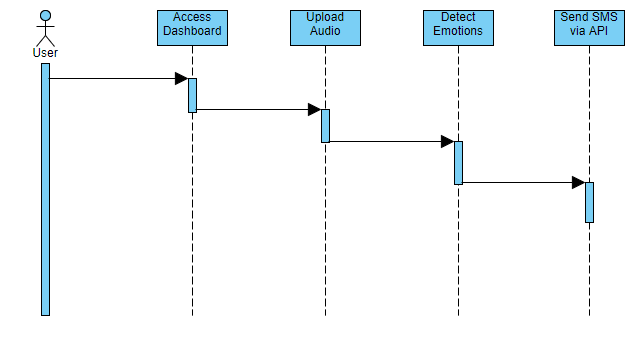 User
Access
Dashboard
Upload
Audio
Detect
Emotions
Send SMS
via API